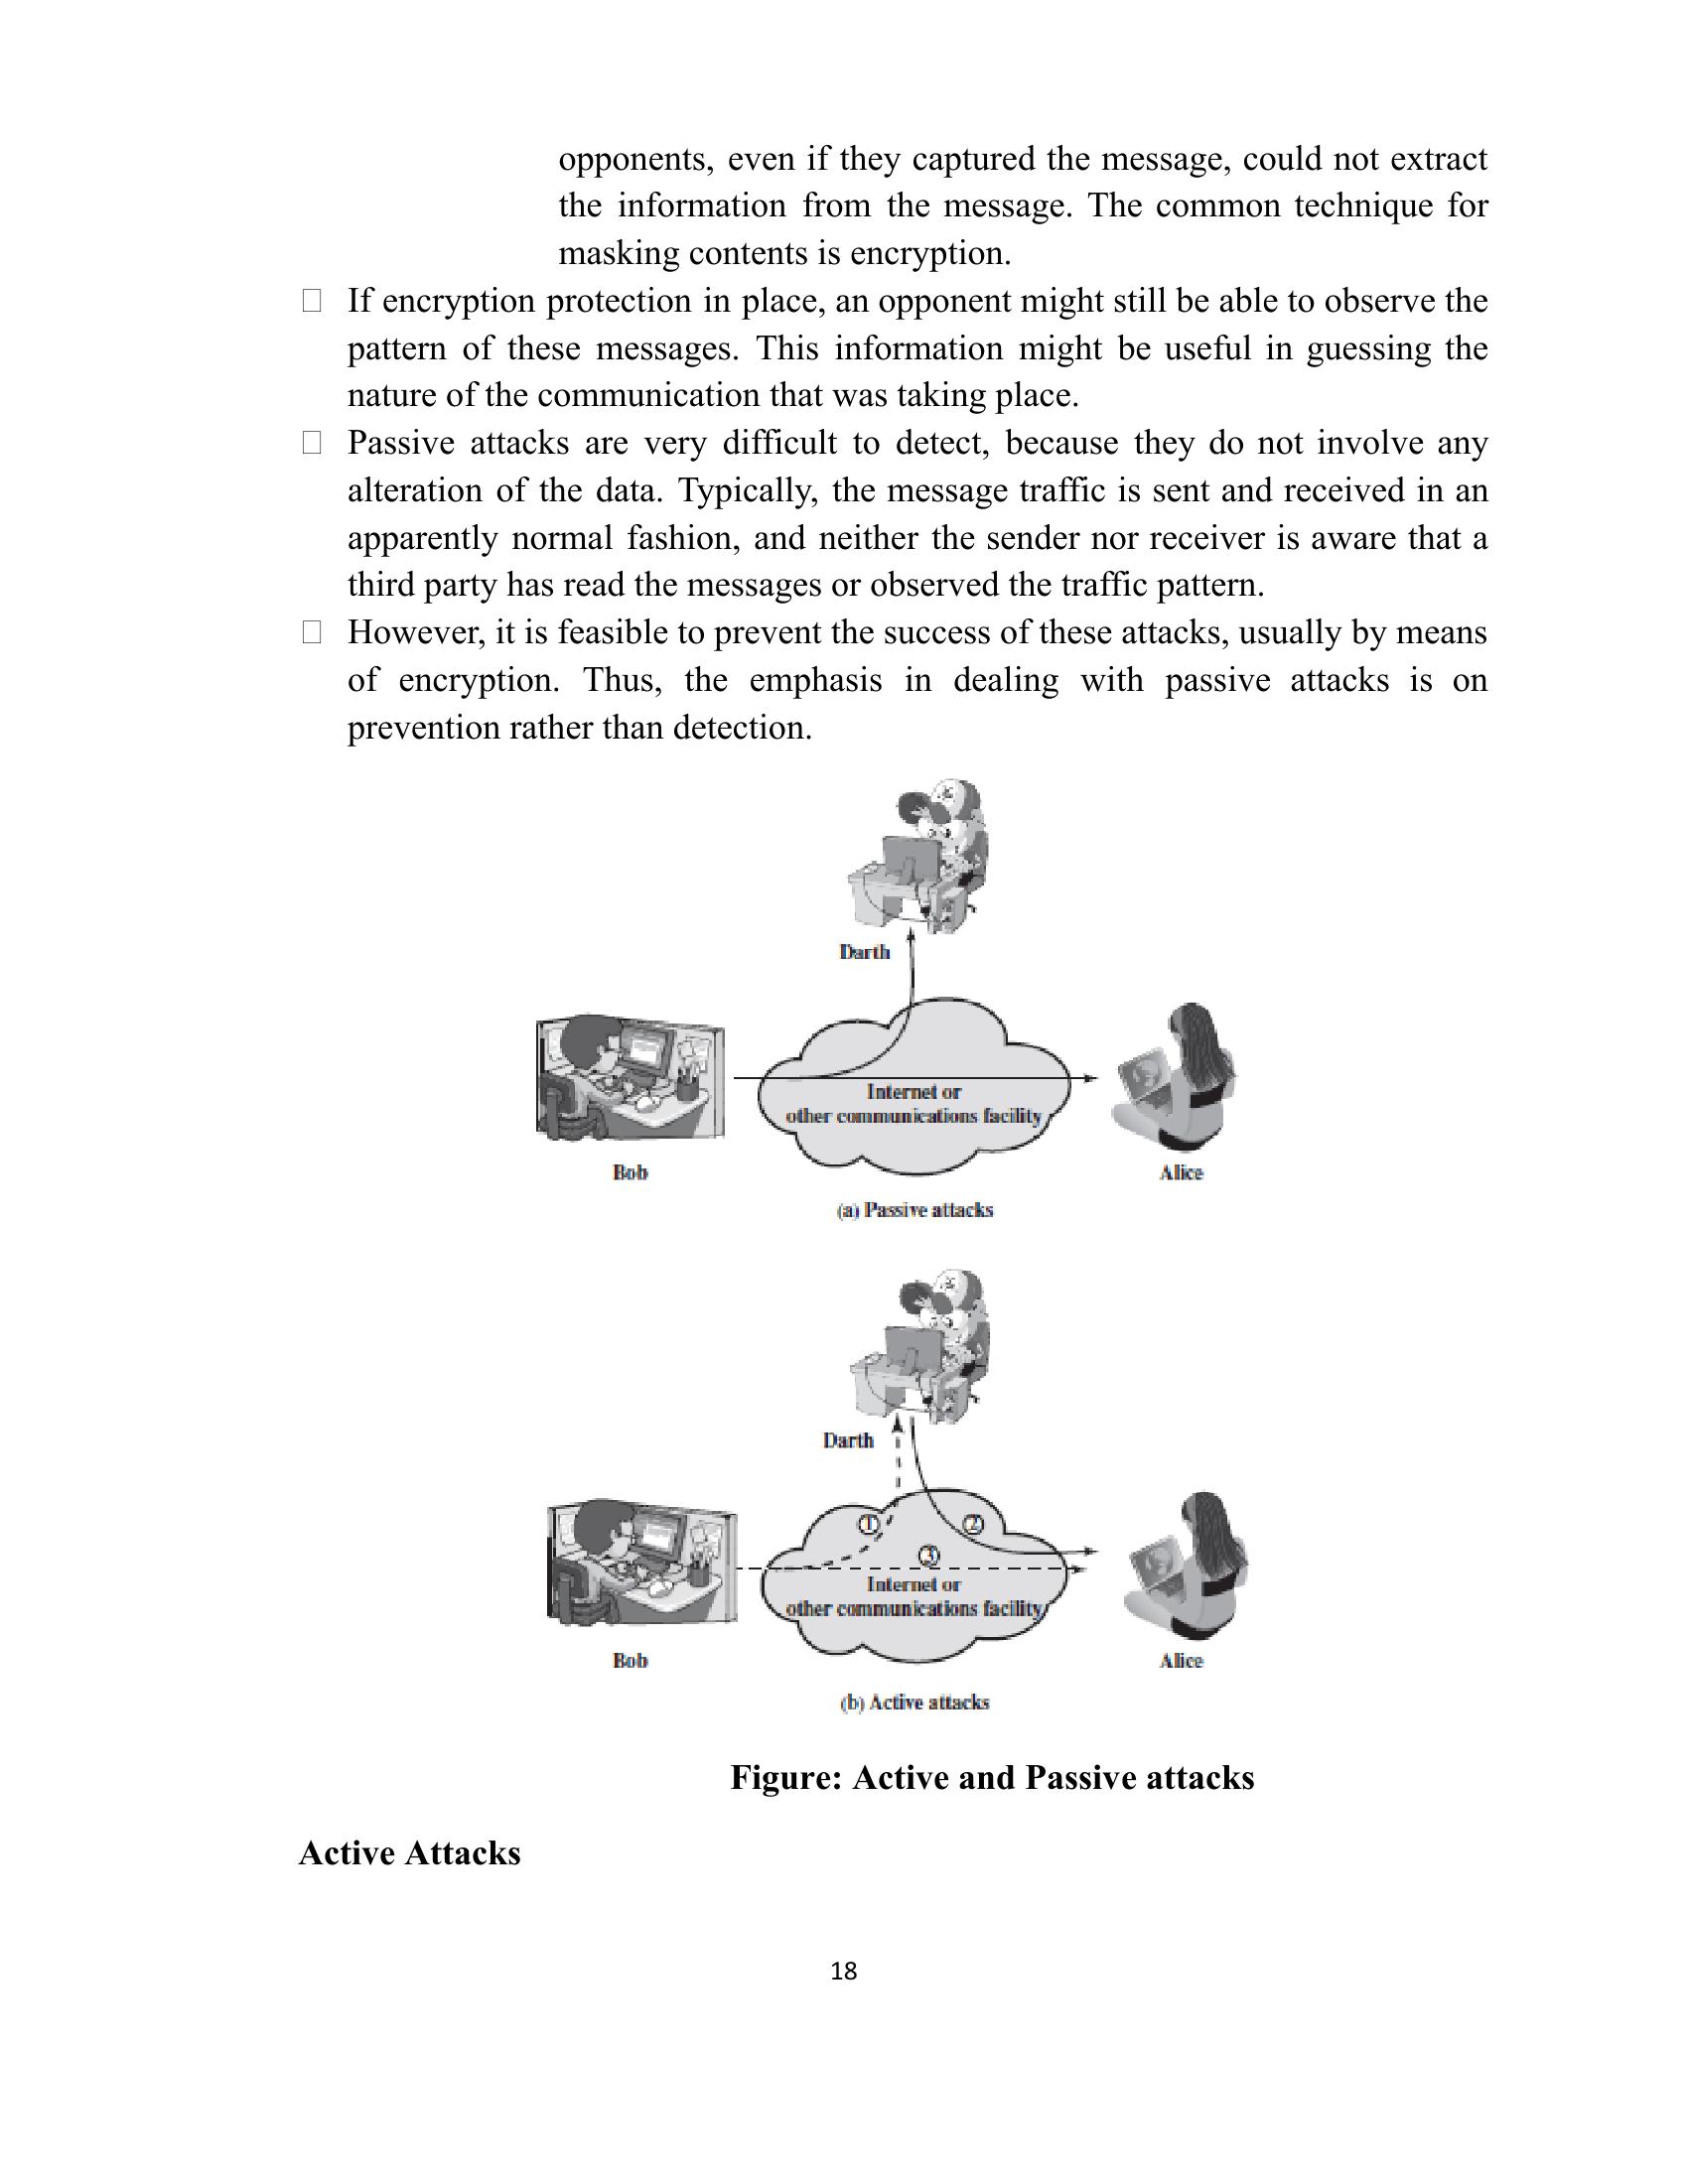 opponents, even if they captured the message, could not extract
the information from the message. The common technique for
masking contents is encryption.
If encryption protection in place, an opponent might still be able to observe the
pattern of these messages. This information might be useful in guessing the
nature of the communication that was taking place.
Passive attacks are very difficult to detect, because they do not involve any
alteration of the data. Typically, the message traffic is sent and received in an
apparently normal fashion, and neither the sender nor receiver is aware that a
third party has read the messages or observed the traffic pattern.
However, it is feasible to prevent the success of these attacks, usually by means
of encryption. Thus, the emphasis in dealing with passive attacks is on
prevention rather than detection.
Darth
Internet or
other communications facility
Bob
Alice
(a) Passive attacks
Darth
① ②
③
Internet or
other communications facility
Bob
Alice
(b) Active attacks
Figure: Active and Passive attacks
Active Attacks
18